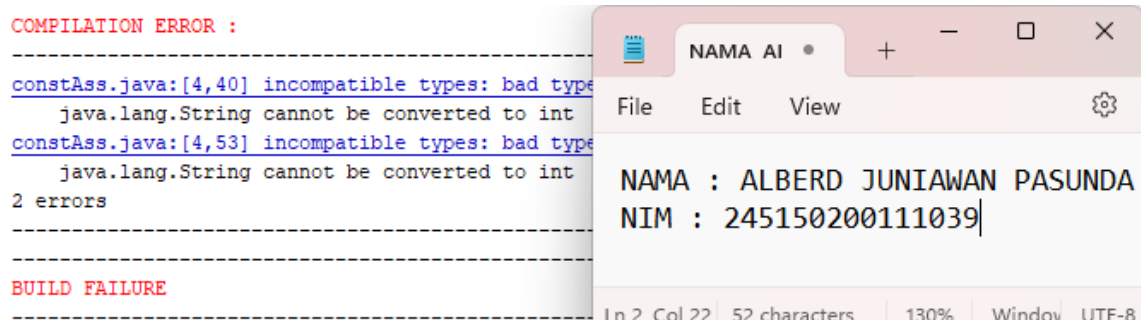 COMPILATION ERROR :
constAss.java:[4,40] incompatible types: bad type
java.lang.String cannot be converted to int
constAss.java:[4,53] incompatible types: bad type
java.lang.String cannot be converted to int
2 errors
BUILD FAILURE
NAMA AI
File Edit View
NAMA : ALBERD JUNIAWAN PASUNDA
NIM : 245150200111039
Ln 2, Col 22 52 characters 130% Window UTF-8